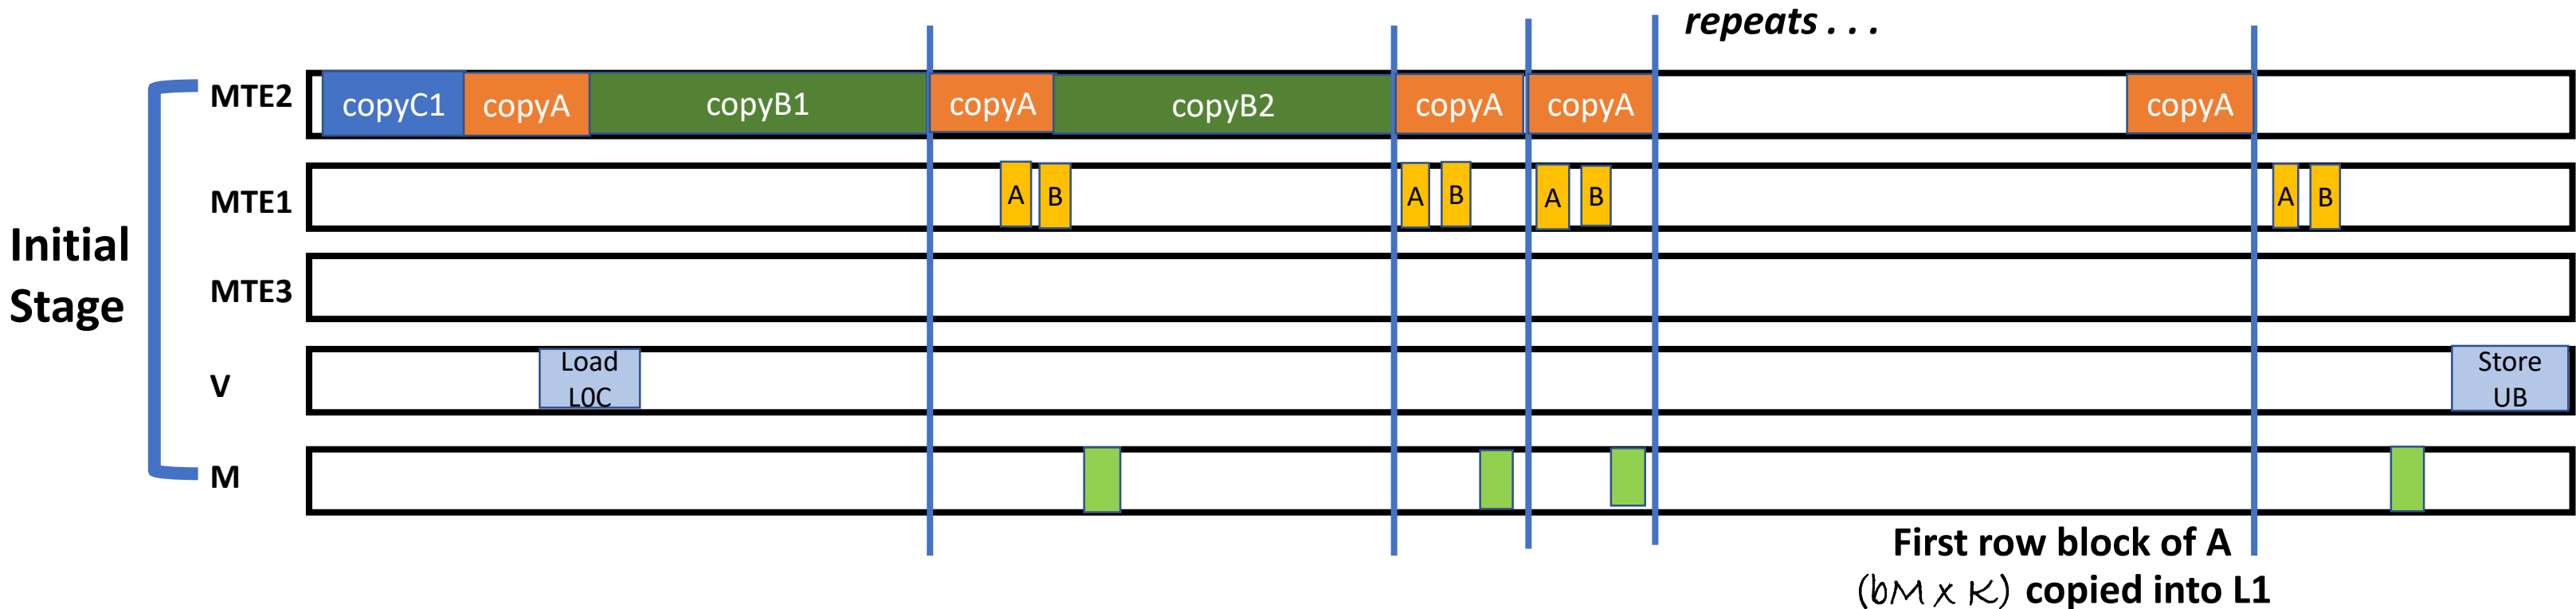 repeats . . .
MTE2
copyC1 copyA copyB1 copyA copyB2 copyA copyA copyA
MTE1
A B A B A B A B
Initial
Stage
MTE3
V
Load
L0C
Store
UB
M
First row block of A
(bM x K) copied into L1